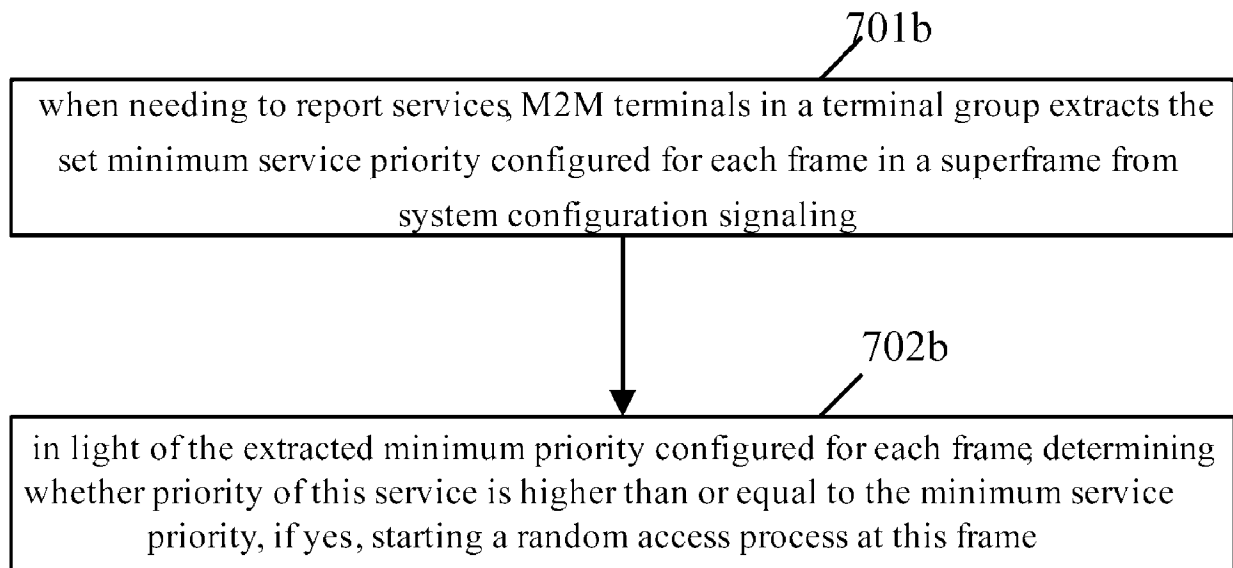 701b
when needing to report services, M2M terminals in a terminal group extracts the
set minimum service priority configured for each frame in a superframe from
system configuration signaling
702b
in light of the extracted minimum priority configured for each frame, determining
whether priority of this service is higher than or equal to the minimum service
priority, if yes, starting a random access process at this frame